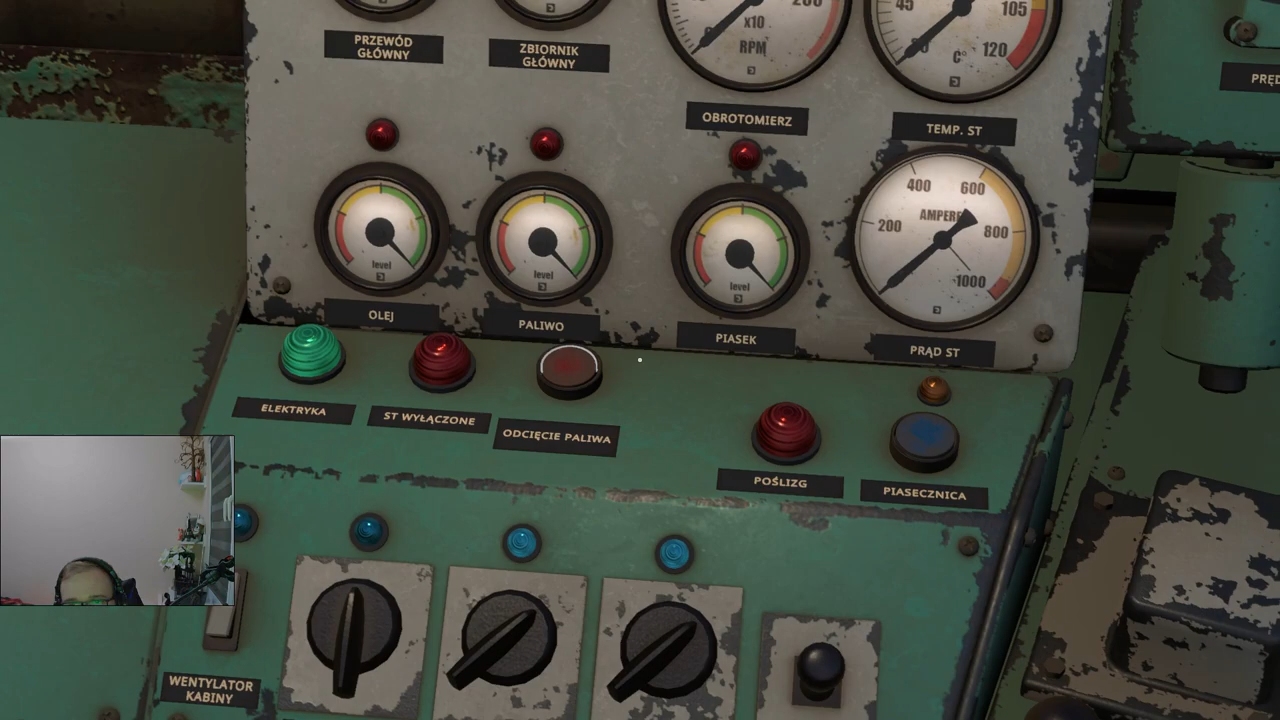 PRZEWÓD
GŁÓWNY
ZBIORNIK
GŁÓWNY
x10
RPM
200
45
105
120
C°
OBROTOMIERZ
TEMP. ST
level
OLEJ
level
PALIWO
level
PIASEK
200
400
600
800
1000
AMPERE
PRĄD ST
ELEKTRYKA
ST WYŁĄCZONE
ODCIĘCIE PALIWA
POŚLIZG
PIASECZNICA
WENTYLATOR
KABINY